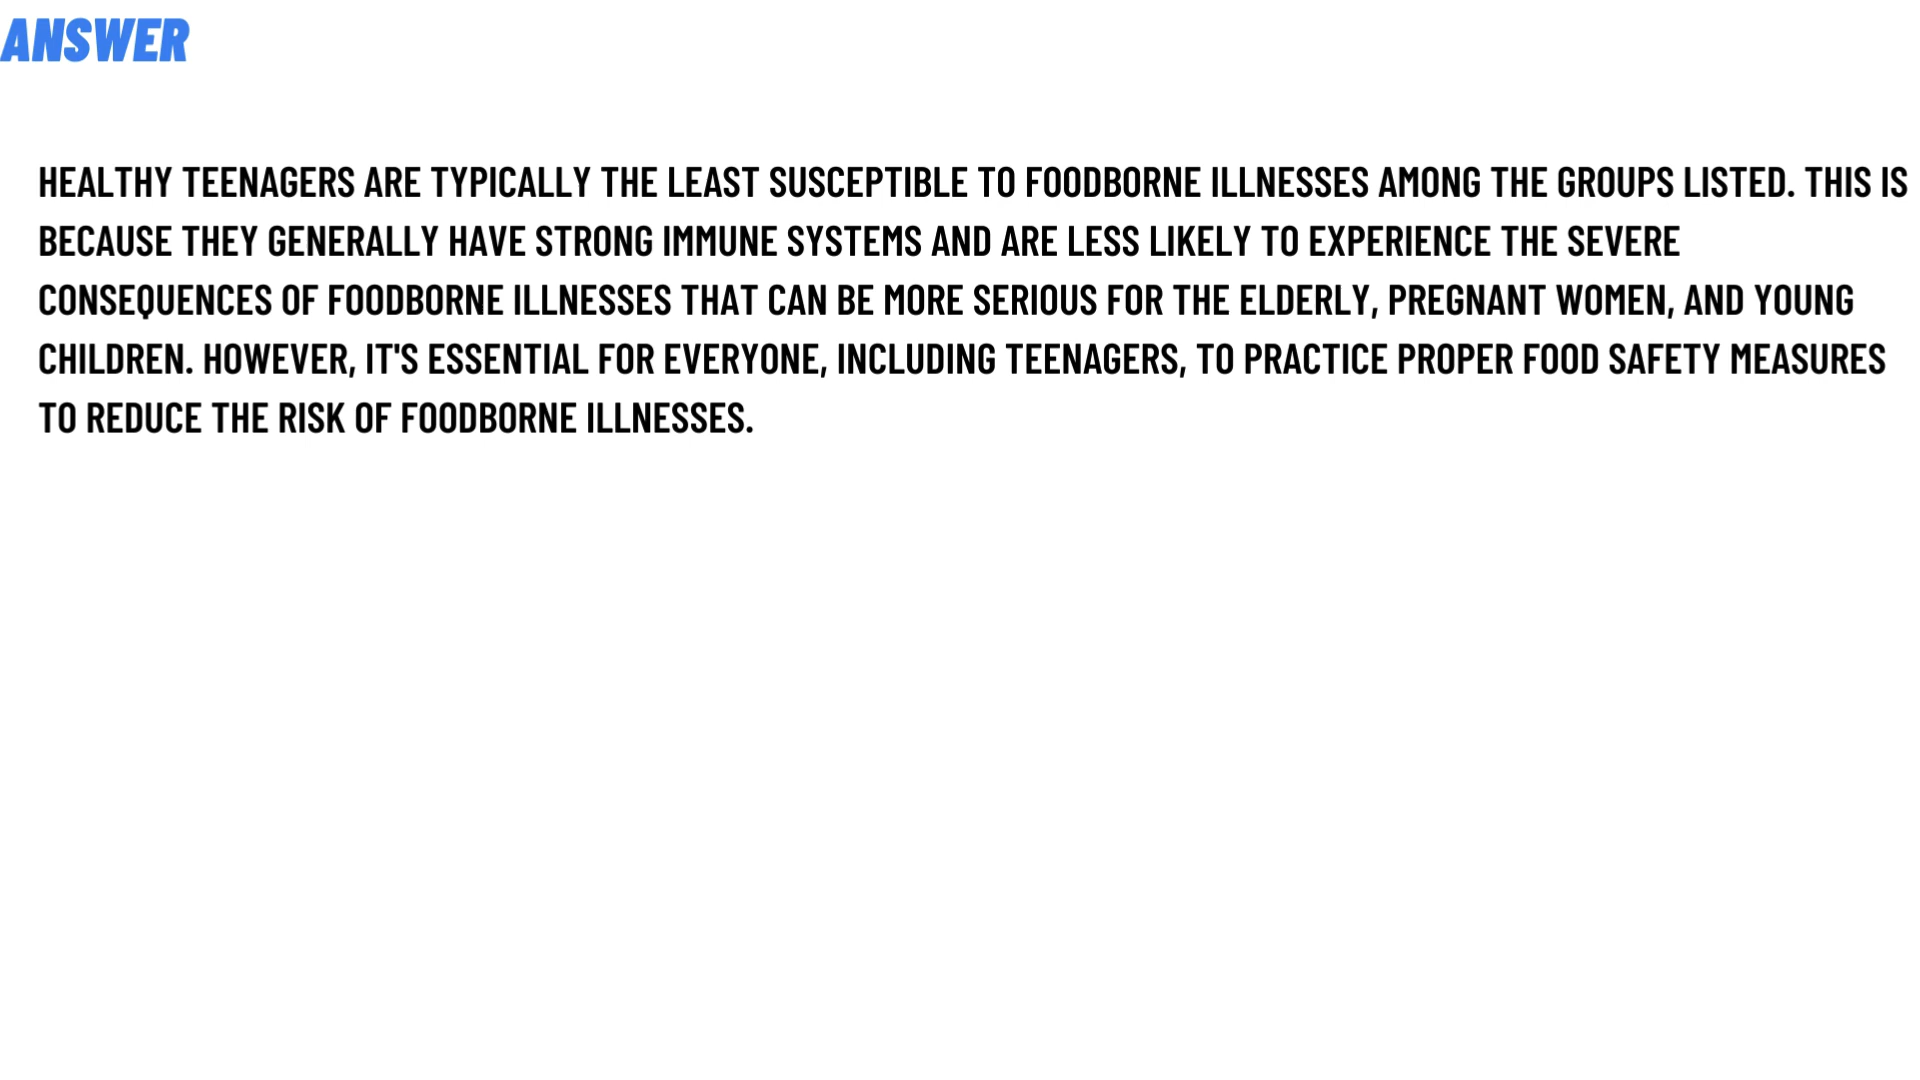 ANSWER
HEALTHY TEENAGERS ARE TYPICALLY THE LEAST SUSCEPTIBLE TO FOODBORNE ILLNESSES AMONG THE GROUPS LISTED. THIS IS
BECAUSE THEY GENERALLY HAVE STRONG IMMUNE SYSTEMS AND ARE LESS LIKELY TO EXPERIENCE THE SEVERE
CONSEQUENCES OF FOODBORNE ILLNESSES THAT CAN BE MORE SERIOUS FOR THE ELDERLY, PREGNANT WOMEN, AND YOUNG
CHILDREN. HOWEVER, IT'S ESSENTIAL FOR EVERYONE, INCLUDING TEENAGERS, TO PRACTICE PROPER FOOD SAFETY MEASURES
TO REDUCE THE RISK OF FOODBORNE ILLNESSES.